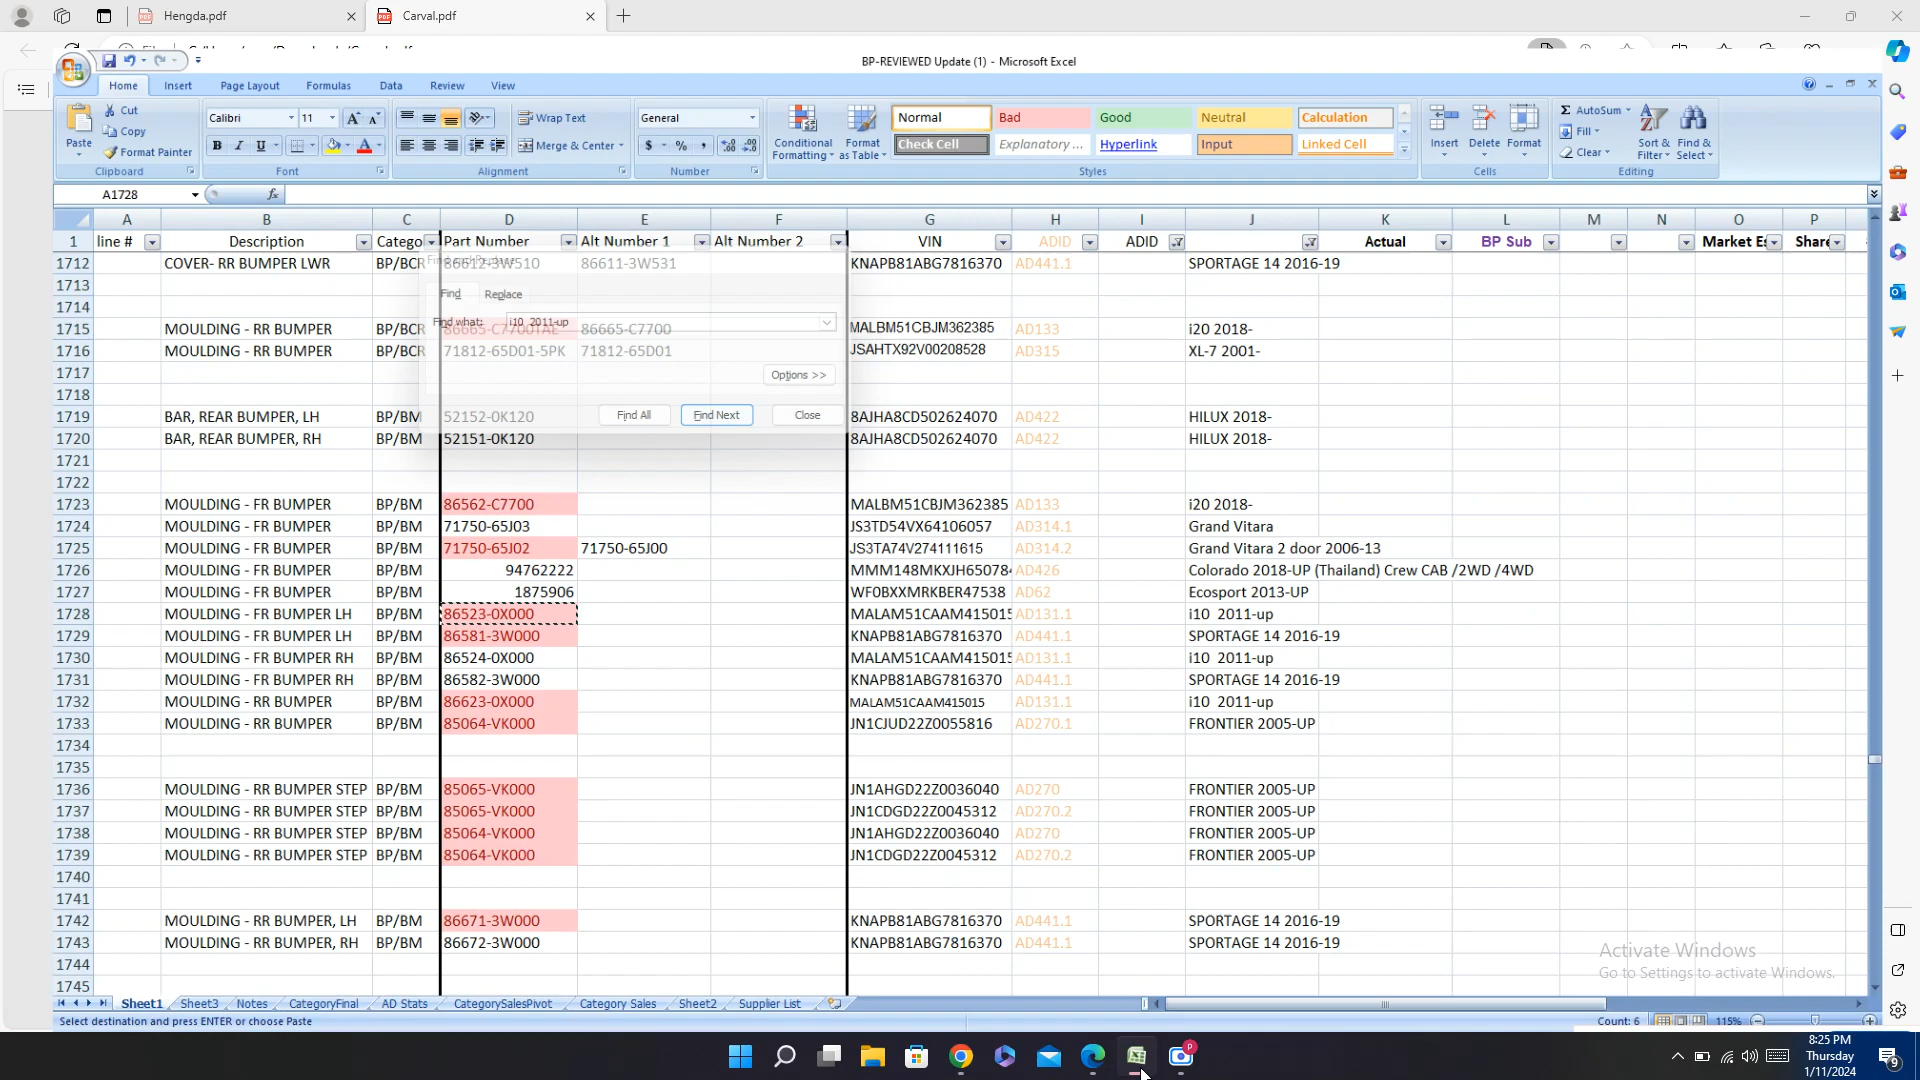 Hengda.pdf
Carval.pdf
BP-REVIEWED Update (1) - Microsoft Excel
Home Insert Page Layout Formulas Data Review View
Paste Cut Copy Format Painter Clipboard
Calibri 11 B I U A Font
Wrap Text Merge & Center Alignment
General $ % , Number
Conditional Formatting Format as Table Normal Bad Good Neutral Calculation
Check Cell Explanatory ... Hyperlink Input Linked Cell Styles
Insert Delete Format Cells
Σ AutoSum Fill Clear Sort & Filter Find & Select Editing
A1728 fx
A B C D E F G H I J K L M N O P
1 line # Description Catego Part Number Alt Number 1 Alt Number 2 VIN ADID ADID Actual BP Sub Market Es Share
1712 COVER- RR BUMPER LWR BP/BCR 86612-3W510 86611-3W531 KNAPB81ABG7816370 AD441.1 SPORTAGE 14 2016-19
1713
1714
1715 MOULDING - RR BUMPER BP/BCR 86665-C7700TAE 86665-C7700 MALBM51CBJM362385 AD133 i20 2018-
1716 MOULDING - RR BUMPER BP/BCR 71812-65D01-5PK 71812-65D01 JSAHTX92V00208528 AD315 XL-7 2001-
1717
1718
1719 BAR, REAR BUMPER, LH BP/BM 52152-0K120 8AJHA8CD502624070 AD422 HILUX 2018-
1720 BAR, REAR BUMPER, RH BP/BM 52151-0K120 8AJHA8CD502624070 AD422 HILUX 2018-
1721
1722
1723 MOULDING - FR BUMPER BP/BM 86562-C7700 MALBM51CBJM362385 AD133 i20 2018-
1724 MOULDING - FR BUMPER BP/BM 71750-65J03 JS3TD54VX64106057 AD314.1 Grand Vitara
1725 MOULDING - FR BUMPER BP/BM 71750-65J02 71750-65J00 JS3TA74V274111615 AD314.2 Grand Vitara 2 door 2006-13
1726 MOULDING - FR BUMPER BP/BM 94762222 MMM148MKXJH65078 AD426 Colorado 2018-UP (Thailand) Crew CAB /2WD /4WD
1727 MOULDING - FR BUMPER BP/BM 1875906 WF0BXXMRKBER47538 AD62 Ecosport 2013-UP
1728 MOULDING - FR BUMPER LH BP/BM 86523-0X000 MALAM51CAAM415015 AD131.1 i10 2011-up
1729 MOULDING - FR BUMPER LH BP/BM 86581-3W000 KNAPB81ABG7816370 AD441.1 SPORTAGE 14 2016-19
1730 MOULDING - FR BUMPER RH BP/BM 86524-0X000 MALAM51CAAM415015 AD131.1 i10 2011-up
1731 MOULDING - FR BUMPER RH BP/BM 86582-3W000 KNAPB81ABG7816370 AD441.1 SPORTAGE 14 2016-19
1732 MOULDING - RR BUMPER BP/BM 86623-0X000 MALAM51CAAM415015 AD131.1 i10 2011-up
1733 MOULDING - RR BUMPER BP/BM 85064-VK000 JN1CJUD22Z0055816 AD270.1 FRONTIER 2005-UP
1734
1735
1736 MOULDING - RR BUMPER STEP BP/BM 85065-VK000 JN1AHGD22Z0036040 AD270 FRONTIER 2005-UP
1737 MOULDING - RR BUMPER STEP BP/BM 85065-VK000 JN1CDGD22Z0045312 AD270.2 FRONTIER 2005-UP
1738 MOULDING - RR BUMPER STEP BP/BM 85064-VK000 JN1AHGD22Z0036040 AD270 FRONTIER 2005-UP
1739 MOULDING - RR BUMPER STEP BP/BM 85064-VK000 JN1CDGD22Z0045312 AD270.2 FRONTIER 2005-UP
1740
1741
1742 MOULDING - RR BUMPER, LH BP/BM 86671-3W000 KNAPB81ABG7816370 AD441.1 SPORTAGE 14 2016-19
1743 MOULDING - RR BUMPER, RH BP/BM 86672-3W000 KNAPB81ABG7816370 AD441.1 SPORTAGE 14 2016-19
1744
1745
Find and Replace
Find Replace
Find what: i10 2011-up
Options >>
Find All Find Next Close
Activate Windows
Go to Settings to activate Windows.
Sheet1 Sheet3 Notes CategoryFinal AD Stats CategorySalesPivot Category Sales Sheet2 Supplier List
Select destination and press ENTER or choose Paste Count: 6 115%
8:25 PM
Thursday
1/11/2024
9